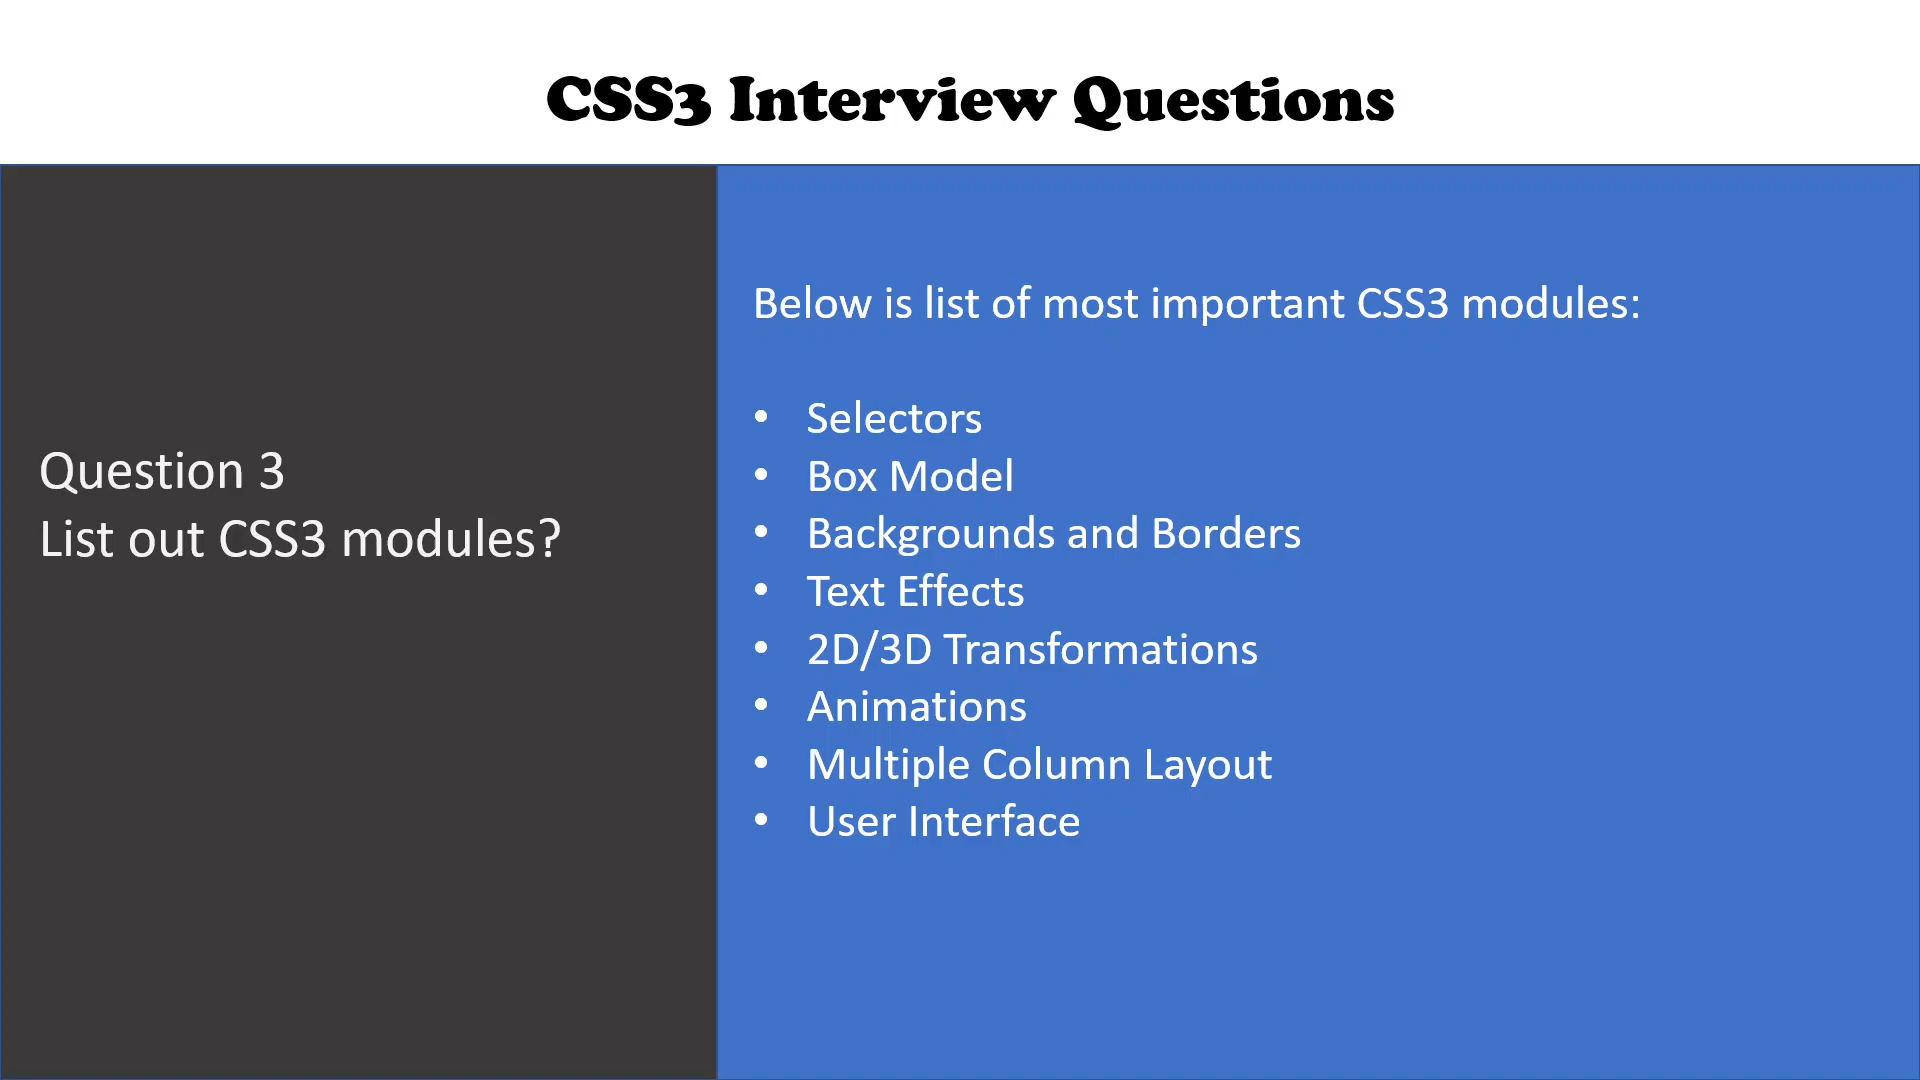 CSS3 Interview Questions
Question 3
List out CSS3 modules?
Below is list of most important CSS3 modules:
• Selectors
• Box Model
• Backgrounds and Borders
• Text Effects
• 2D/3D Transformations
• Animations
• Multiple Column Layout
• User Interface